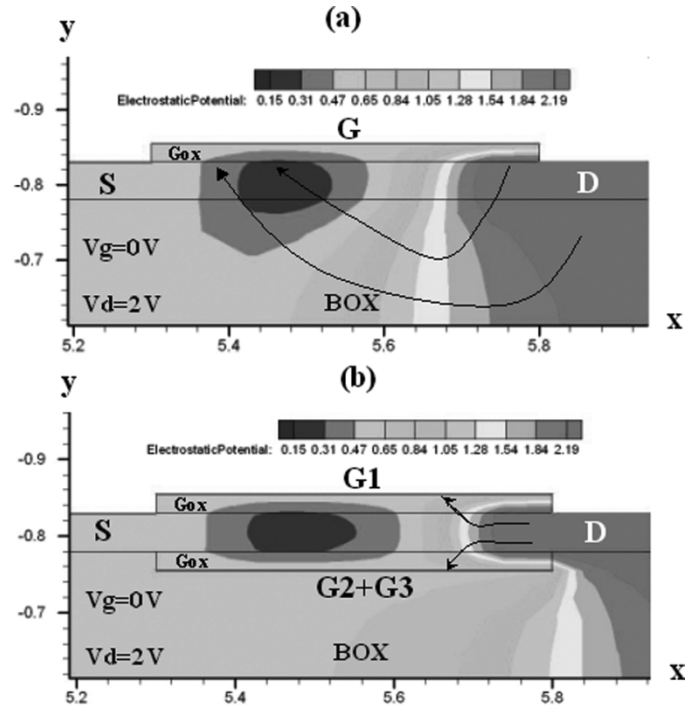 (a)
y
ElectrostaticPotential: 0.15 0.31 0.47 0.65 0.84 1.05 1.28 1.54 1.84 2.19
-0.9
G
Gox
S
D
-0.8
Vg=0V
-0.7
Vd=2V
BOX
x
5.2 5.4 5.6 5.8
(b)
y
ElectrostaticPotential: 0.15 0.31 0.47 0.65 0.84 1.05 1.28 1.54 1.84 2.19
-0.9
G1
Gox
S
D
-0.8
Gox
G2+G3
Vg=0V
-0.7
Vd=2V
BOX
x
5.2 5.4 5.6 5.8